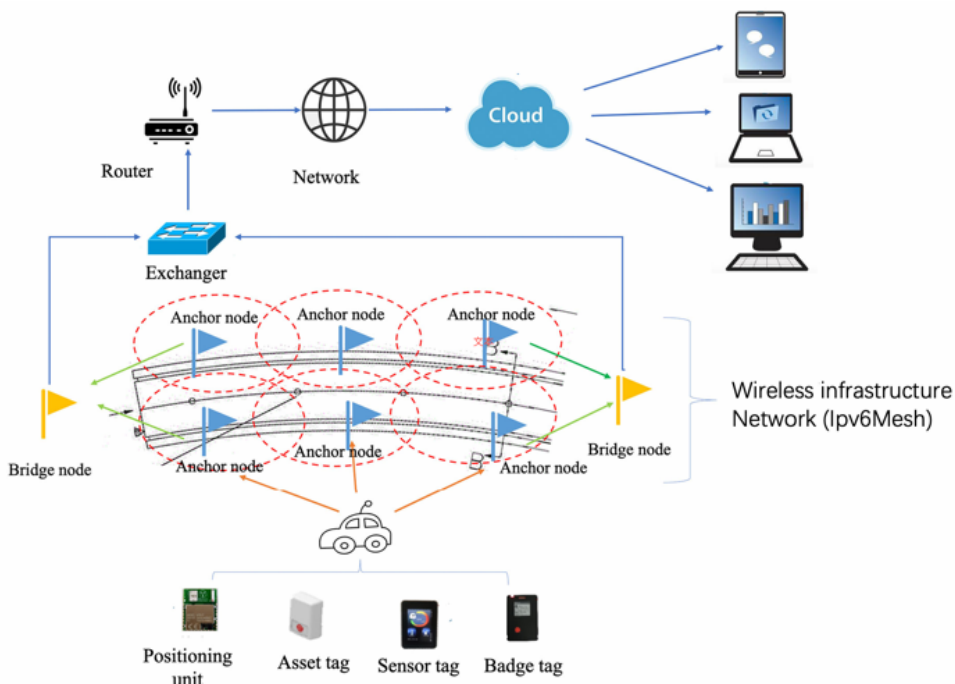 Cloud
Router
Network
Exchanger
Anchor node
Anchor node
Anchor node
Wireless infrastructure
Network (Ipv6Mesh)
Bridge node
Anchor node
Anchor node
Anchor node
Bridge node
B
Positioning
unit
Asset tag
Sensor tag
Badge tag